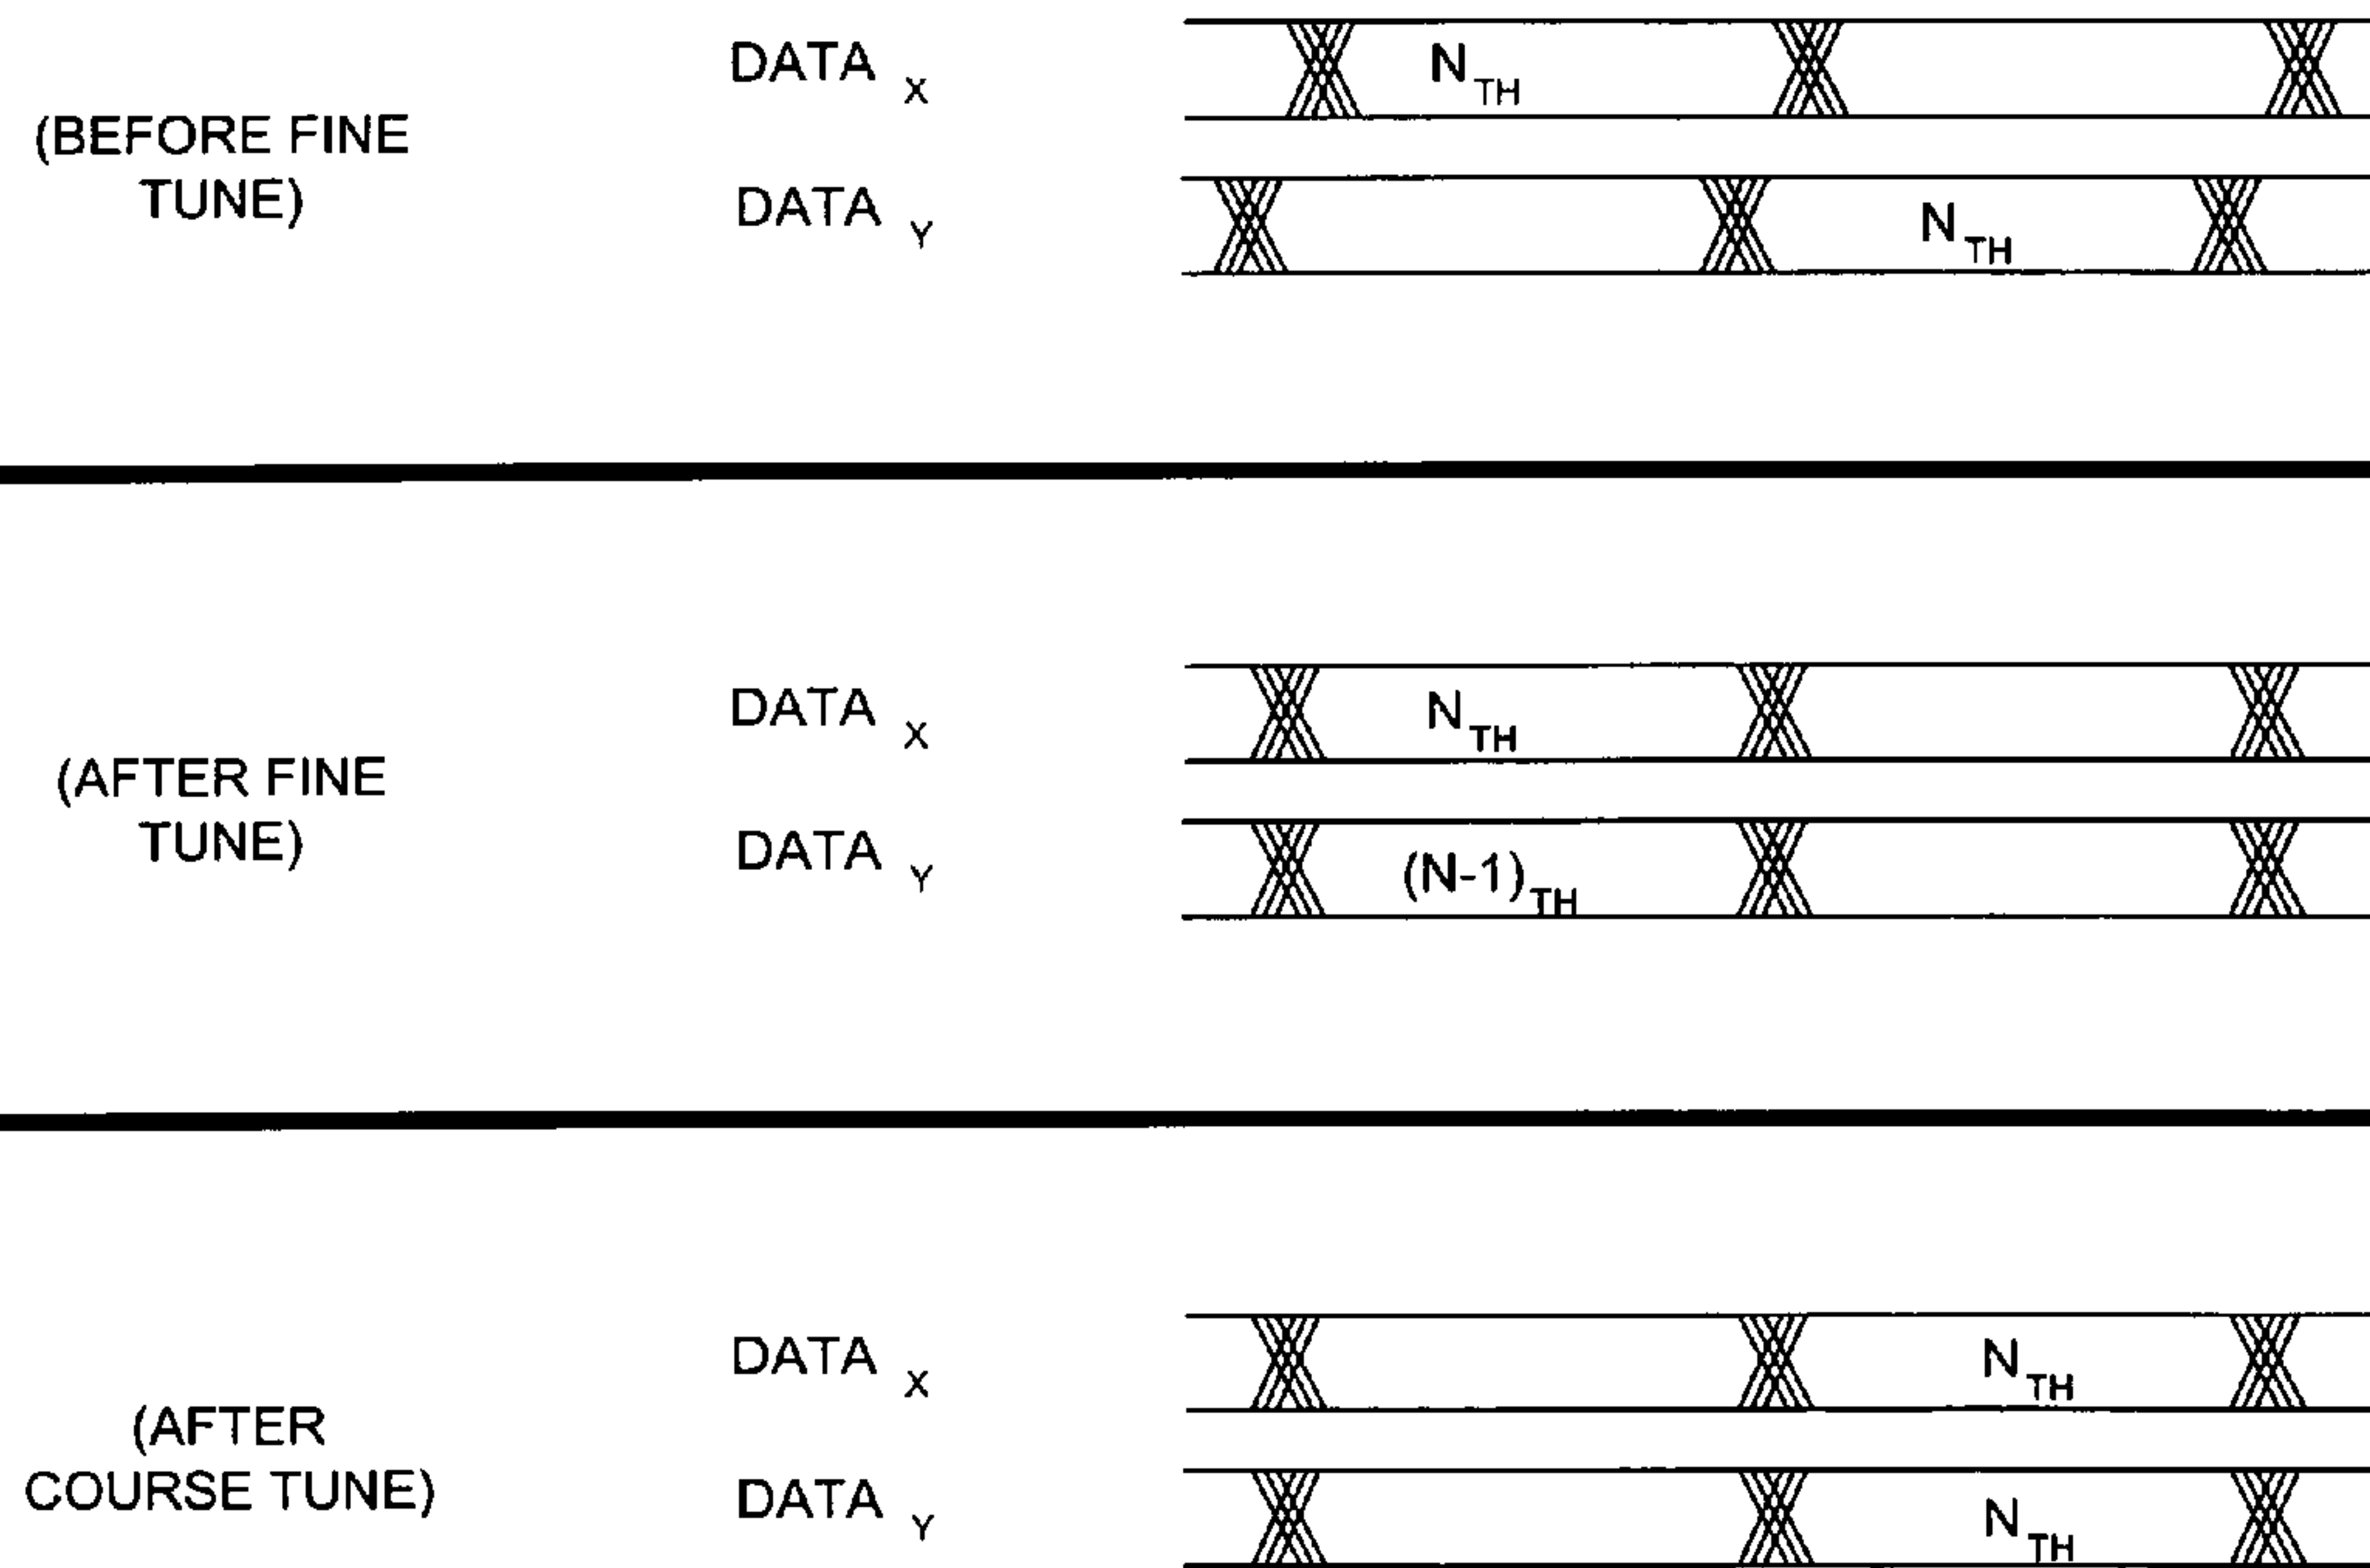 (BEFORE FINE
TUNE)
DATA X
N TH
DATA Y
N TH
(AFTER FINE
TUNE)
DATA X
N TH
DATA Y
(N-1) TH
(AFTER
COURSE TUNE)
DATA X
N TH
DATA Y
N TH